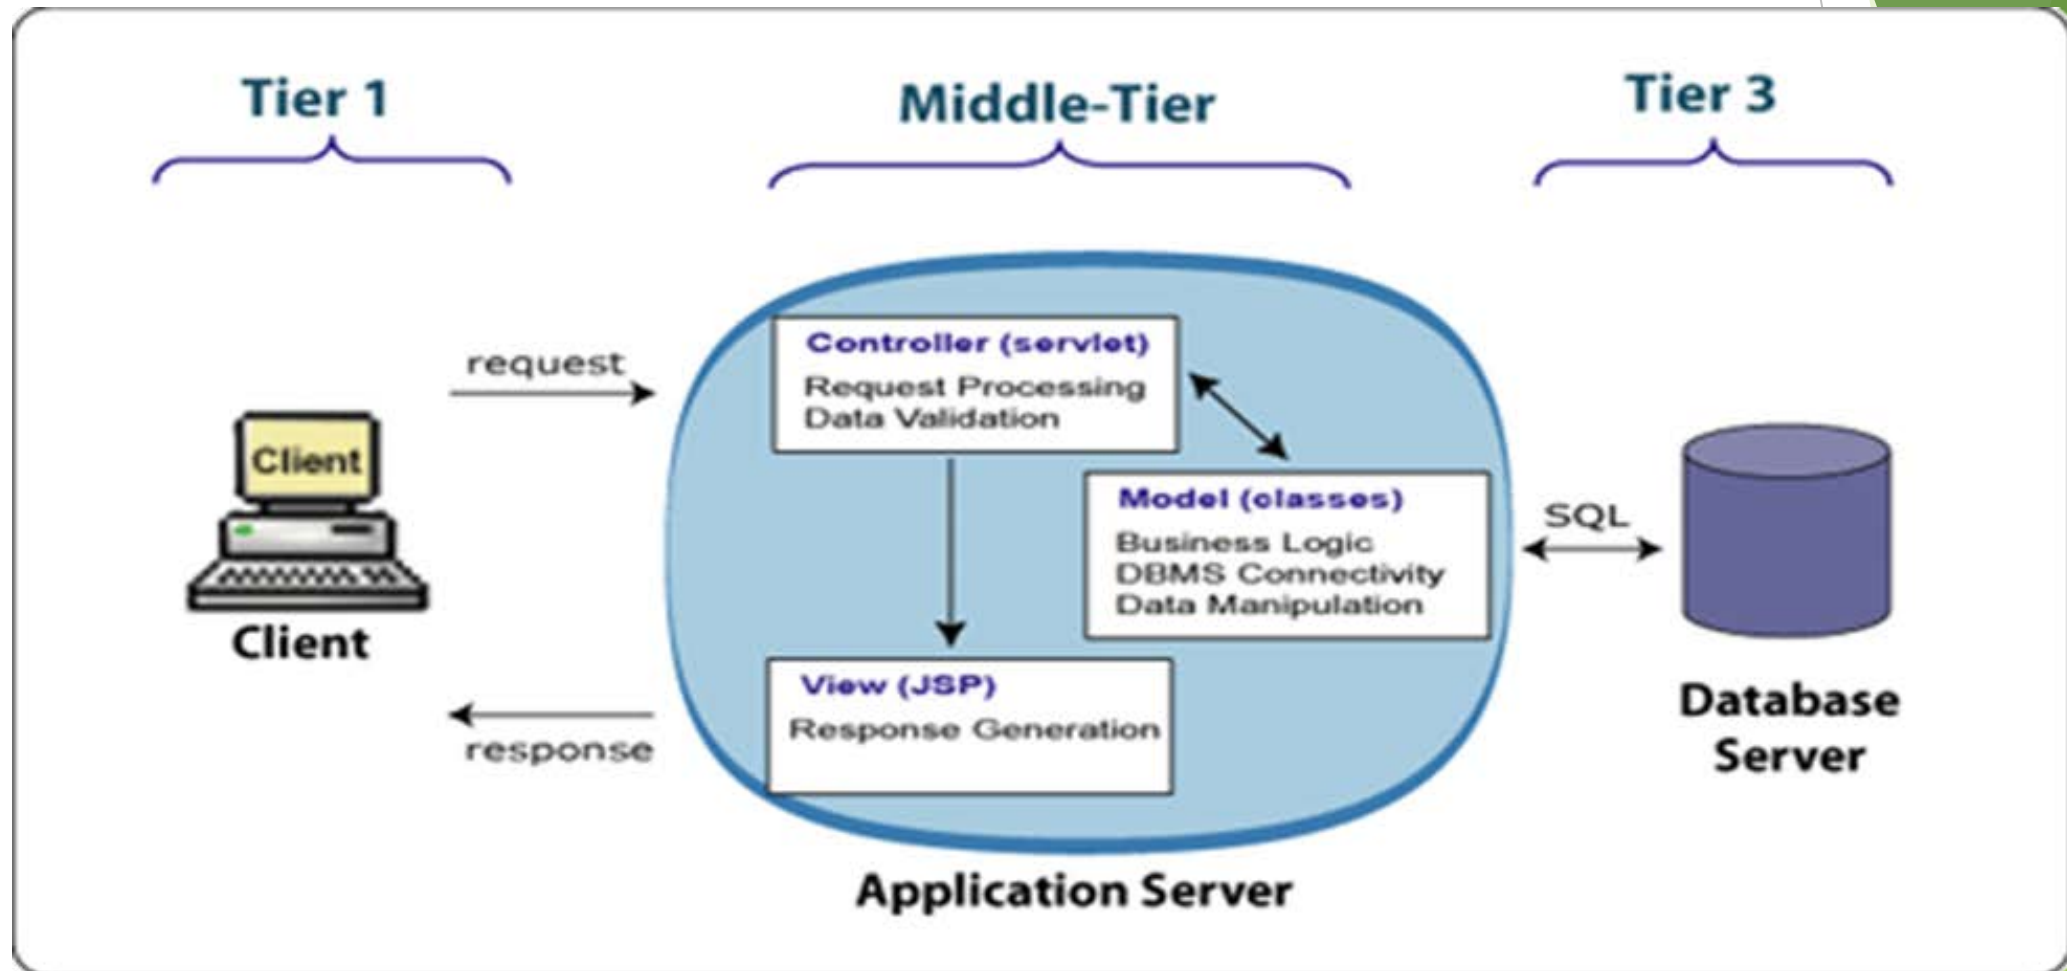 Tier 1
Middle-Tier
Tier 3
request
Controller (servlet)
Request Processing
Data Validation
Client
Client
Model (classes)
Business Logic
DBMS Connectivity
Data Manipulation
SQL
View (JSP)
Response Generation
response
Database
Server
Application Server